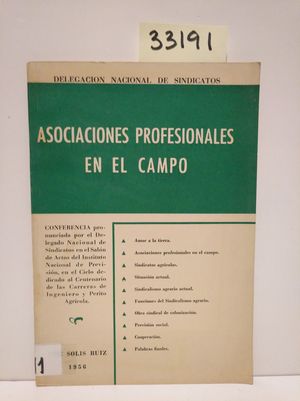 33191
DELEGACION NACIONAL DE SINDICATOS
ASOCIACIONES PROFESIONALES
EN EL CAMPO
CONFERENCIA pro-
nunciada por el De-
legado Nacional de
Sindicatos en el Salón
de Actos del Instituto
Nacional de Previ-
sión, en el Ciclo de-
dicado al Centenario
de las Carreras de
Ingeniero y Perito
Agrícola.
Amor a la tierra.
Asociaciones profesionales en el campo.
Sindicatos agrícolas.
Situación actual.
Sindicalismo agrario actual.
Funciones del Sindicalismo agrario.
Obra sindical de colonización.
Previsión social.
Cooperación.
Palabras finales.
SOLIS RUIZ
1956
1